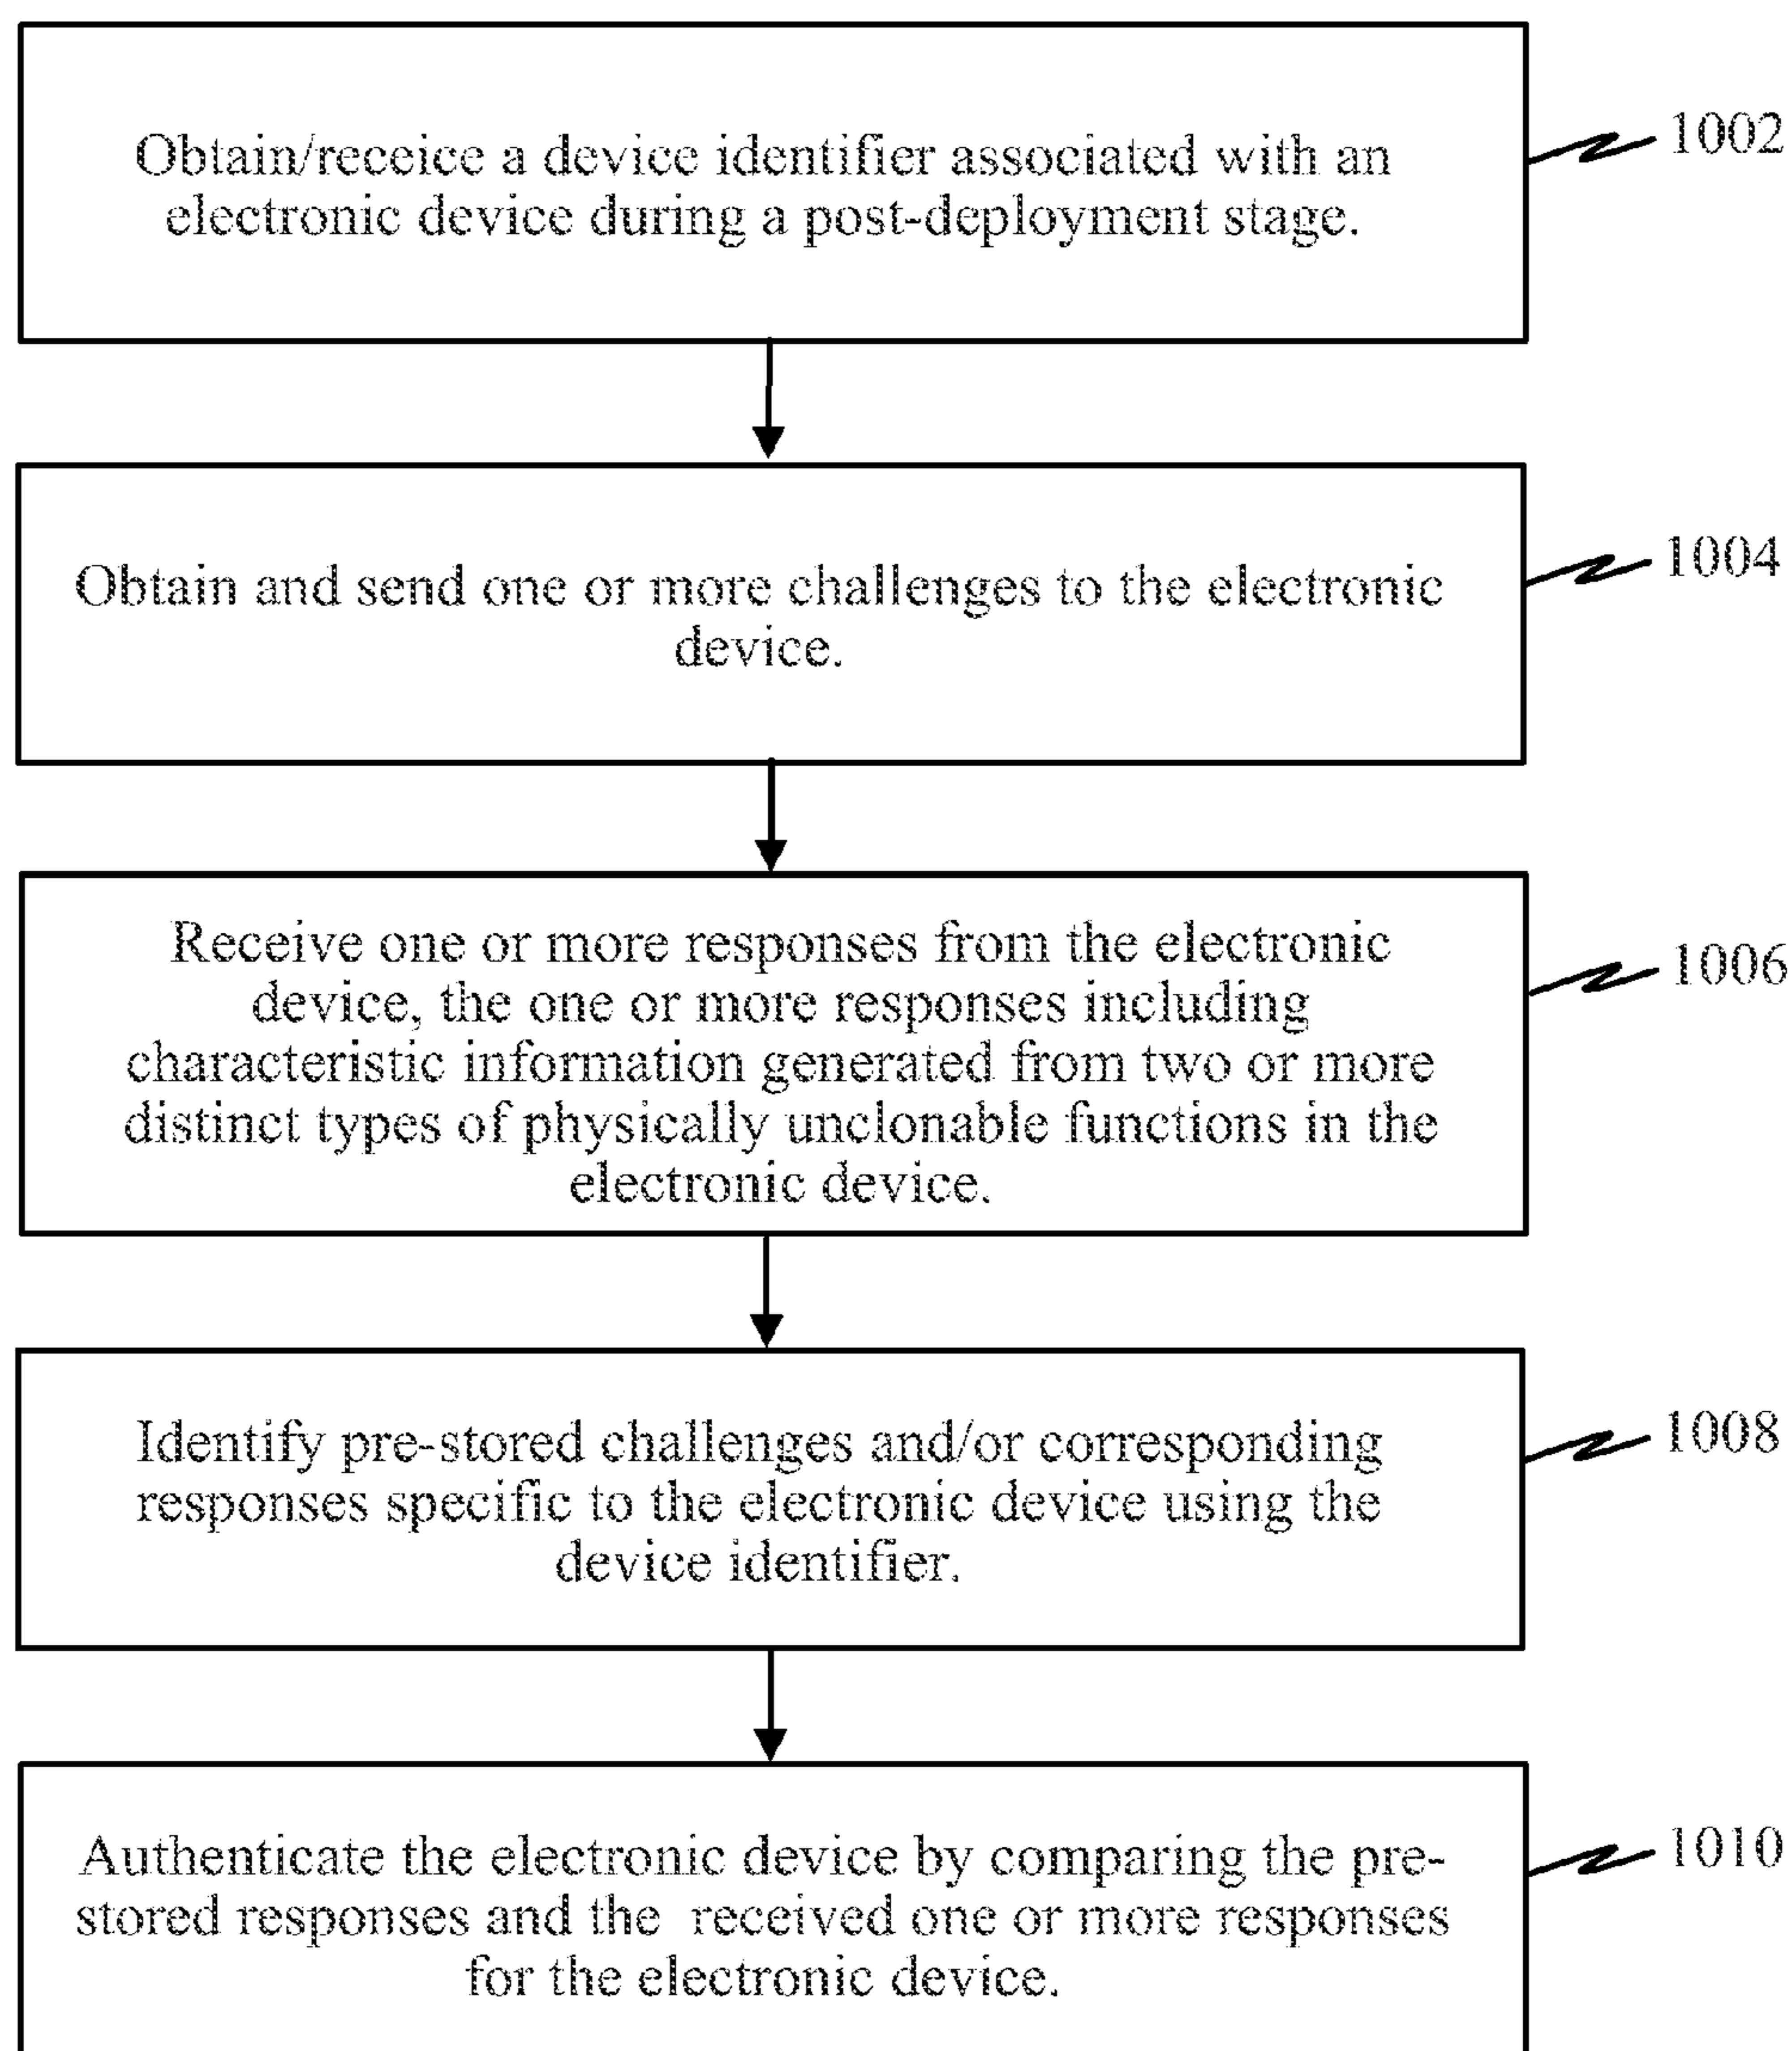 Obtain/receice a device identifier associated with an
electronic device during a post-deployment stage.
1002
Obtain and send one or more challenges to the electronic
device.
1004
Receive one or more responses from the electronic
device, the one or more responses including
characteristic information generated from two or more
distinct types of physically unclonable functions in the
electronic device.
1006
Identify pre-stored challenges and/or corresponding
responses specific to the electronic device using the
device identifier.
1008
Authenticate the electronic device by comparing the pre-
stored responses and the received one or more responses
for the electronic device.
1010